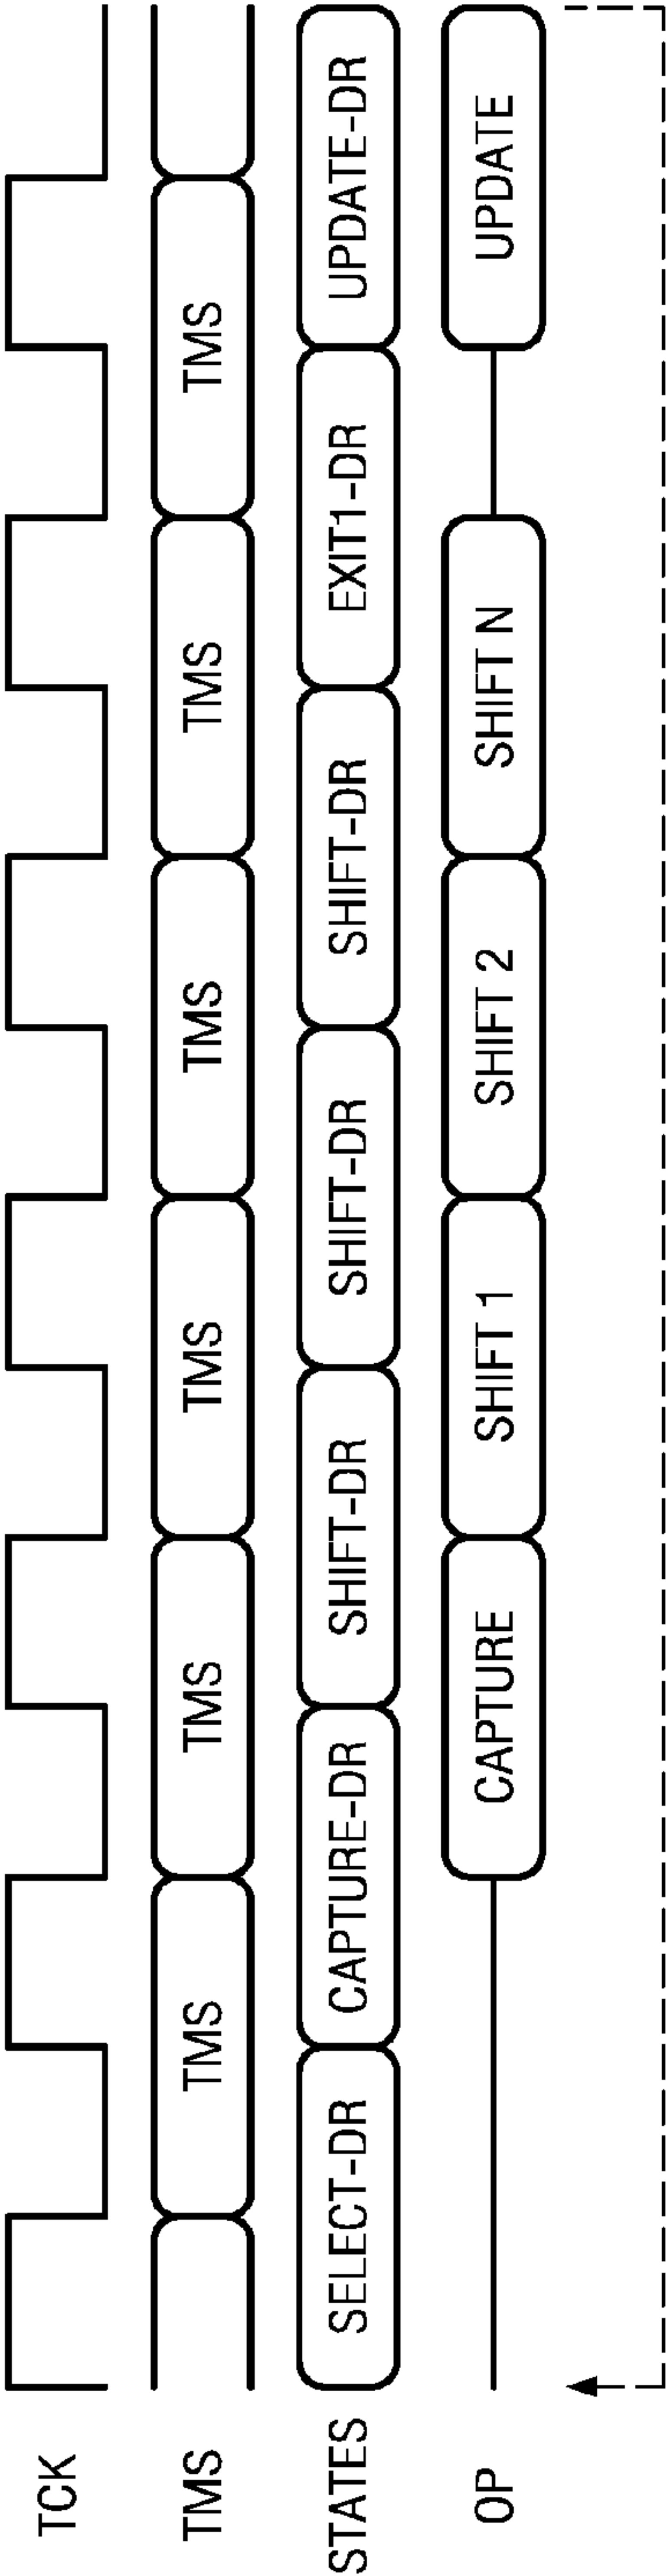 TCK
TMS TMS TMS TMS TMS TMS TMS
STATES SELECT-DR CAPTURE-DR SHIFT-DR SHIFT-DR SHIFT-DR EXIT1-DR UPDATE-DR
OP CAPTURE SHIFT 1 SHIFT 2 SHIFT N UPDATE